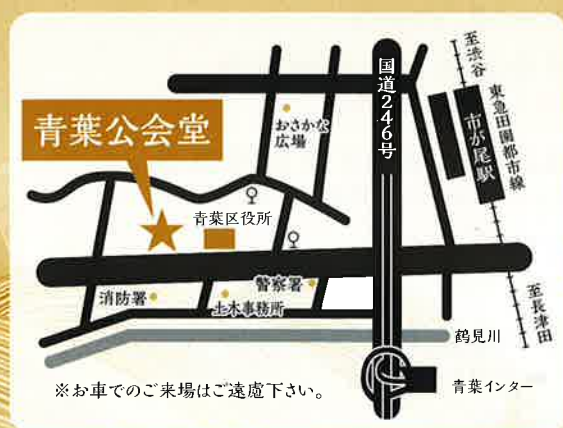 至渋谷
東急田園都市線
市が尾駅
国道246号
おさかな
広場
青葉公会堂
青葉区役所
消防署
警察署
土木事務所
至長津田
鶴見川
青葉インター
※お車でのご来場はご遠慮下さい。